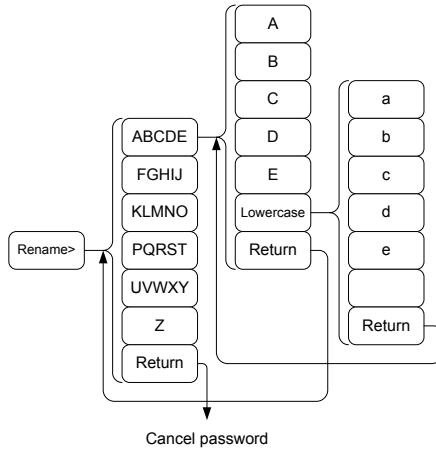 Rename>
ABCDE
FGHIJ
KLMNO
PQRST
UVWXY
Z
Return
Cancel password
A
B
C
D
E
Lowercase
Return
a
b
c
d
e
Return